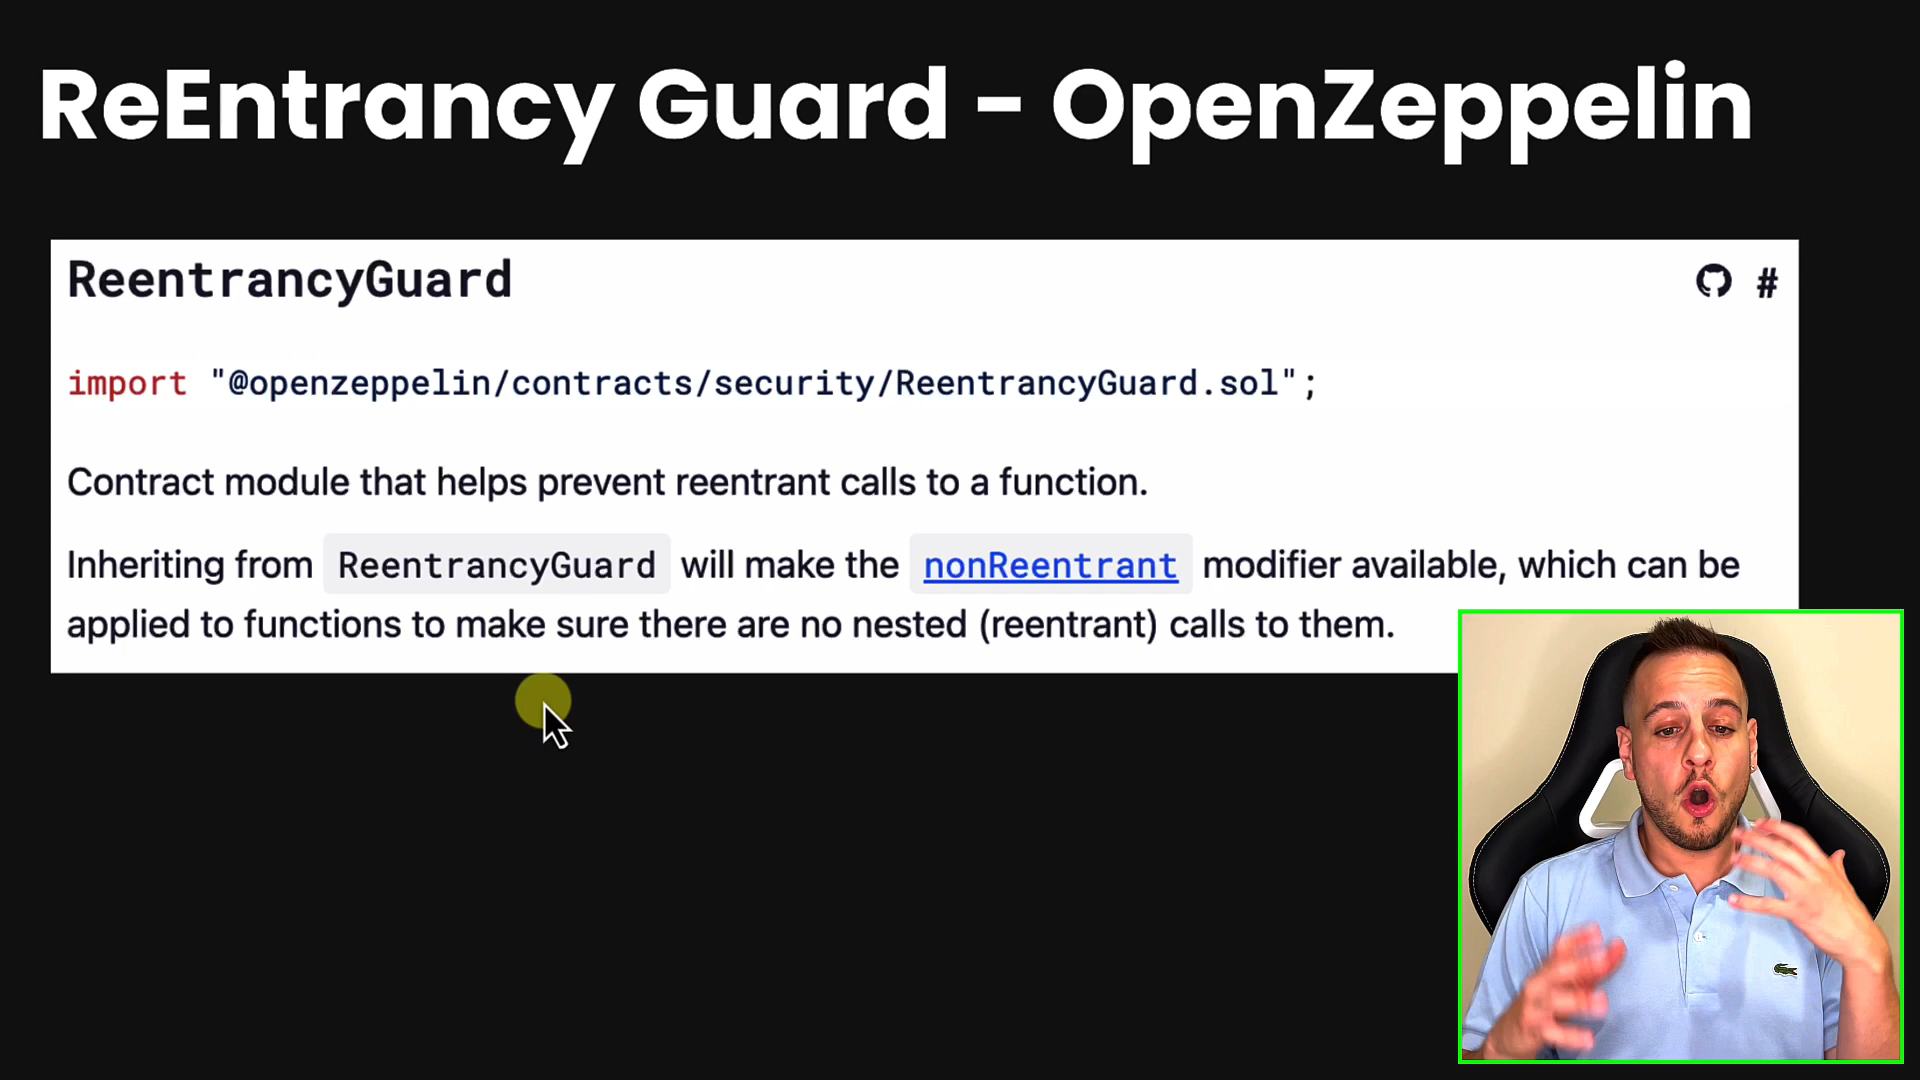 ReEntrancy Guard - OpenZeppelin
ReentrancyGuard
#
import "@openzeppelin/contracts/security/ReentrancyGuard.sol";
Contract module that helps prevent reentrant calls to a function.
Inheriting from ReentrancyGuard will make the nonReentrant modifier available, which can be
applied to functions to make sure there are no nested (reentrant) calls to them.